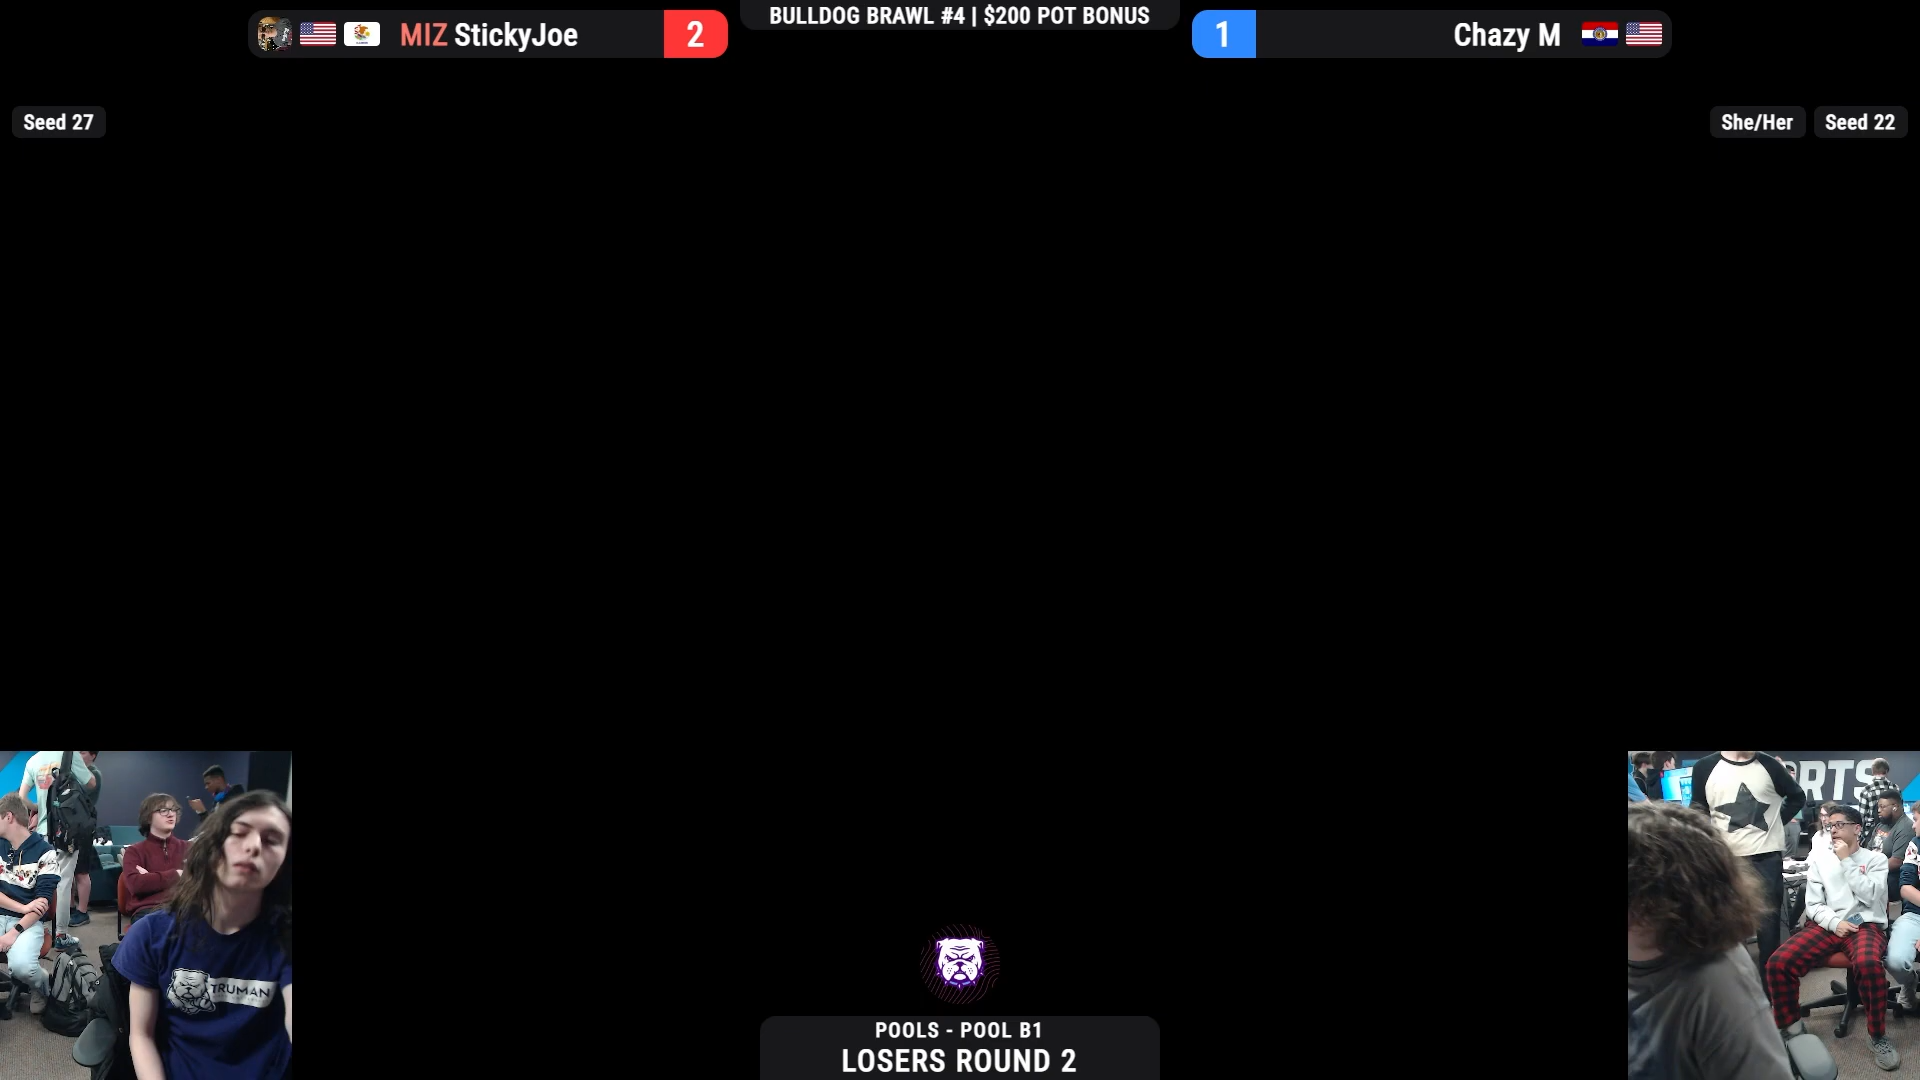 MIZ StickyJoe 2
BULLDOG BRAWL #4 | $200 POT BONUS
1 Chazy M
Seed 27
She/Her Seed 22
RTS
TRUMAN
POOLS - POOL B1
LOSERS ROUND 2